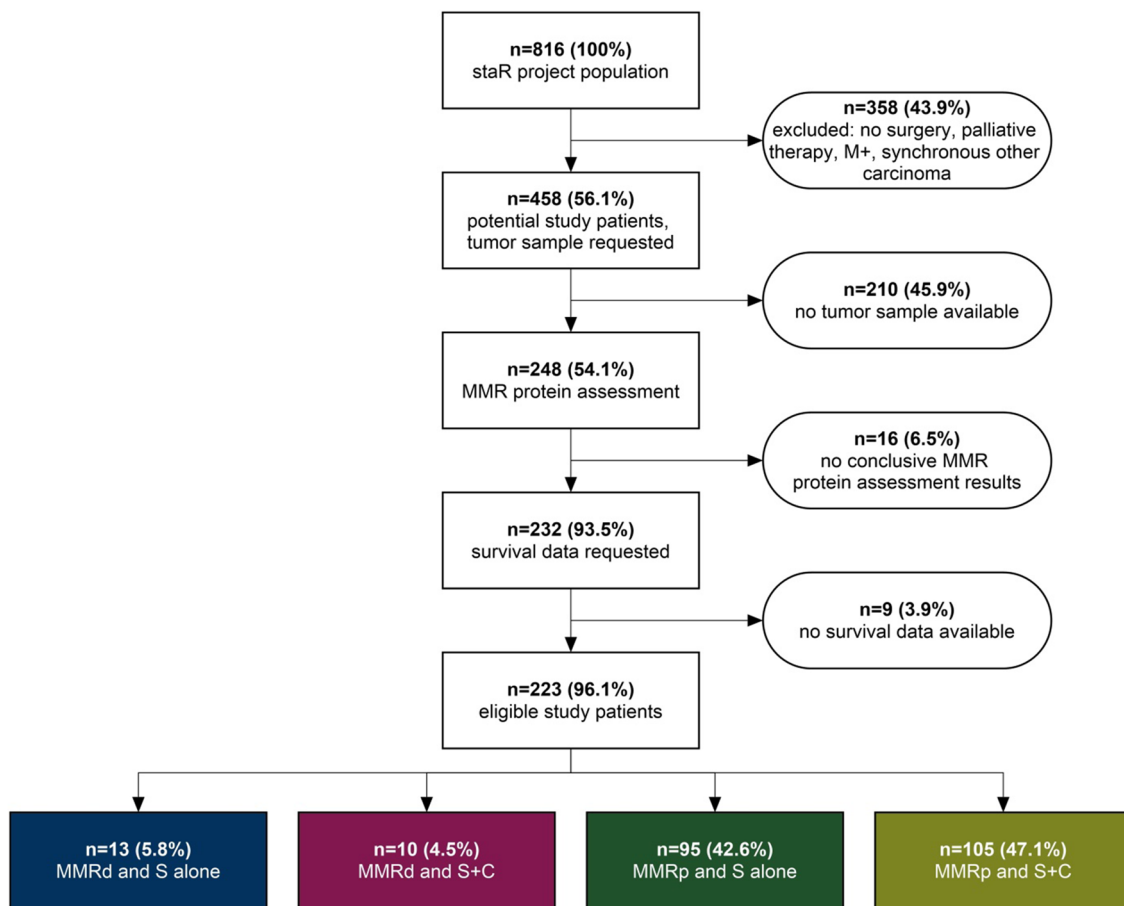 n=816 (100%)
staR project population
n=358 (43.9%)
excluded: no surgery, palliative
therapy, M+, synchronous other
carcinoma
n=458 (56.1%)
potential study patients,
tumor sample requested
n=210 (45.9%)
no tumor sample available
n=248 (54.1%)
MMR protein assessment
n=16 (6.5%)
no conclusive MMR
protein assessment results
n=232 (93.5%)
survival data requested
n=9 (3.9%)
no survival data available
n=223 (96.1%)
eligible study patients
n=13 (5.8%)
MMRd and S alone
n=10 (4.5%)
MMRd and S+C
n=95 (42.6%)
MMRp and S alone
n=105 (47.1%)
MMRp and S+C